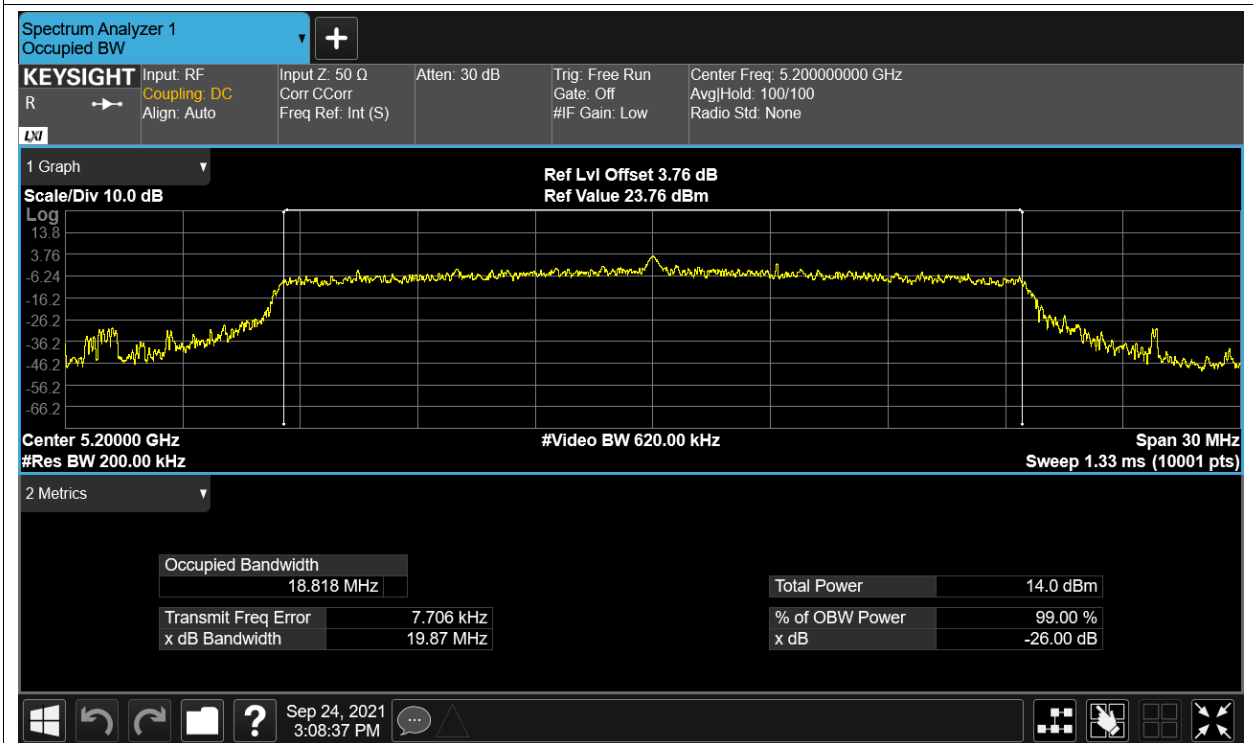 Spectrum Analyzer 1
Occupied BW
KEYSIGHT
R
LXI
Input: RF
Coupling: DC
Align: Auto
Input Z: 50 Ω
Corr CCorr
Freq Ref: Int (S)
Atten: 30 dB
Trig: Free Run
Gate: Off
#IF Gain: Low
Center Freq: 5.200000000 GHz
Avg|Hold: 100/100
Radio Std: None
1 Graph
Scale/Div 10.0 dB
Ref Lvl Offset 3.76 dB
Ref Value 23.76 dBm
Log
13.8
3.76
-6.24
-16.2
-26.2
-36.2
-46.2
-56.2
-66.2
Center 5.20000 GHz
#Video BW 620.00 kHz
Span 30 MHz
#Res BW 200.00 kHz
Sweep 1.33 ms (10001 pts)
2 Metrics
Occupied Bandwidth
18.818 MHz
Total Power 14.0 dBm
Transmit Freq Error 7.706 kHz
% of OBW Power 99.00 %
x dB Bandwidth 19.87 MHz
x dB -26.00 dB
?
Sep 24, 2021
3:08:37 PM